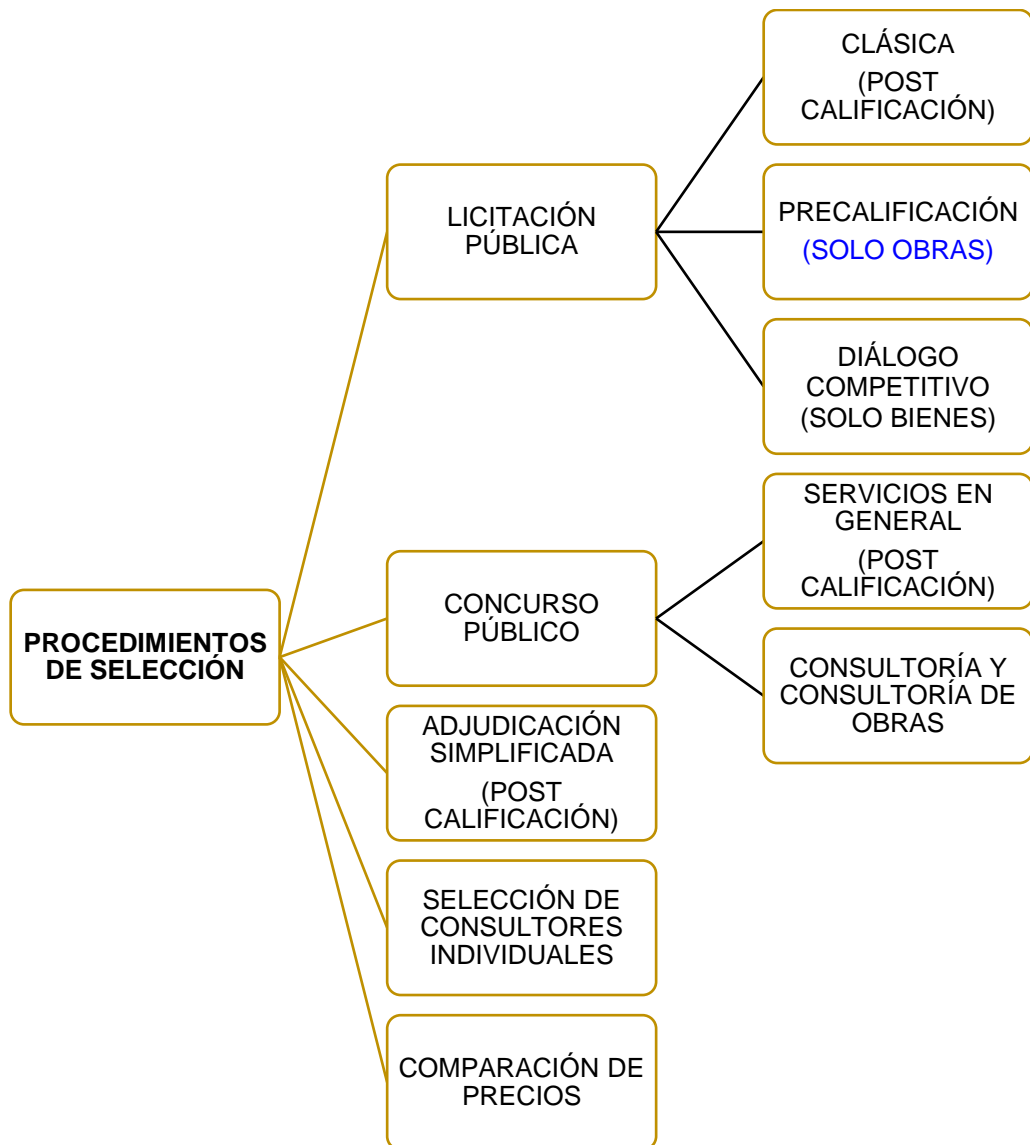 PROCEDIMIENTOS
DE SELECCIÓN
LICITACIÓN
PÚBLICA
CLÁSICA
(POST
CALIFICACIÓN)
PRECALIFICACIÓN
(SOLO OBRAS)
DIÁLOGO
COMPETITIVO
(SOLO BIENES)
CONCURSO
PÚBLICO
SERVICIOS EN
GENERAL
(POST
CALIFICACIÓN)
CONSULTORÍA Y
CONSULTORÍA DE
OBRAS
ADJUDICACIÓN
SIMPLIFICADA
(POST
CALIFICACIÓN)
SELECCIÓN DE
CONSULTORES
INDIVIDUALES
COMPARACIÓN DE
PRECIOS